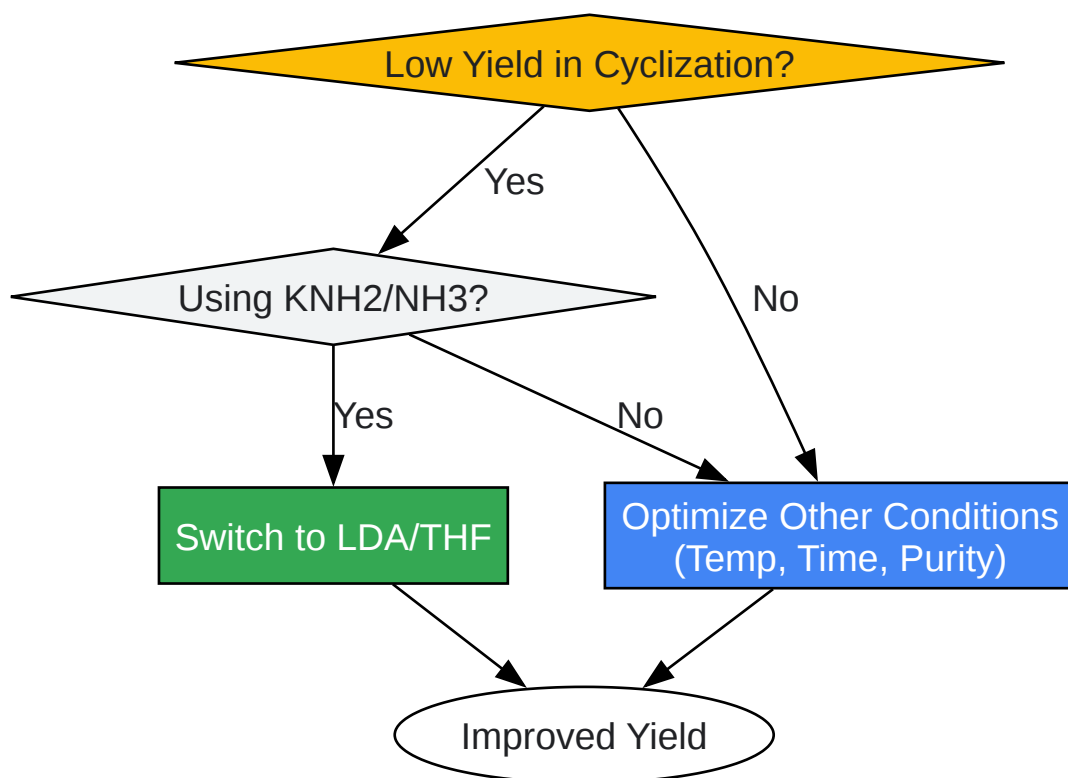 Low Yield in Cyclization?
Yes
Using KNH2/NH3?
No
Yes
No
Switch to LDA/THF
Optimize Other Conditions
(Temp, Time, Purity)
Improved Yield